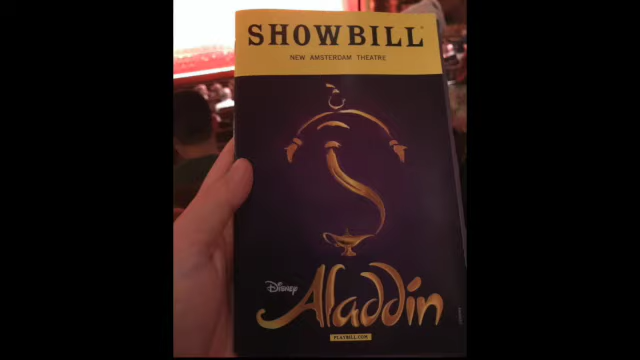 SHOWBILL
NEW AMSTERDAM THEATRE
Disney
Aladdin
PLAYBILL.COM